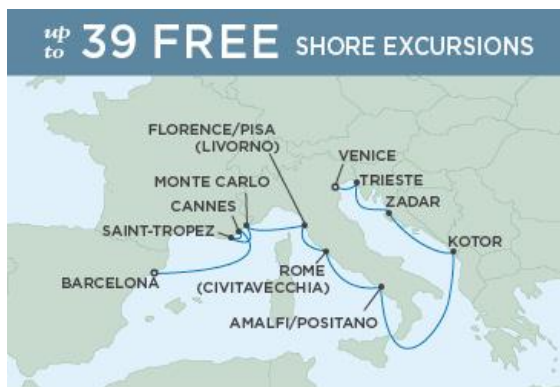 up to 39 FREE SHORE EXCURSIONS
FLORENCE/PISA
(LIVORNO)
VENICE
TRIESTE
MONTE CARLO
ZADAR
CANNES
SAINT-TROPEZ
KOTOR
BARCELONA
ROME
(CIVITAVECCHIA)
AMALFI/POSITANO